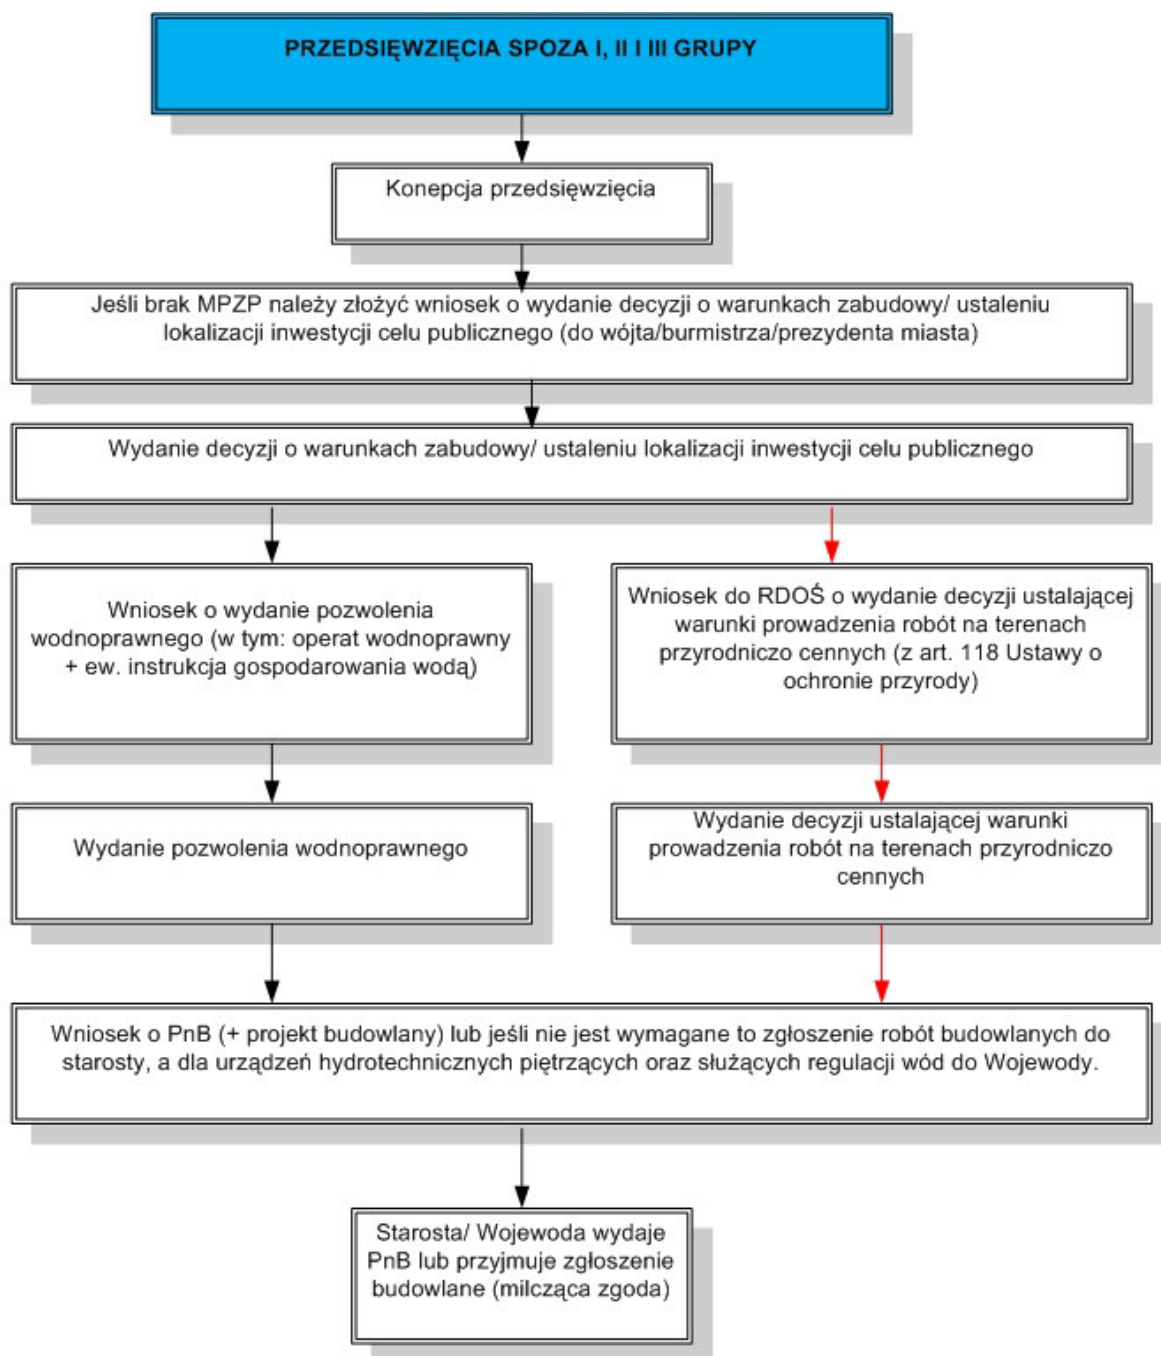 PRZEDSIĘWZIĘCIA SPOZA I, II I III GRUPY
Konepcja przedsięwzięcia
Jeśli brak MPZP należy złożyć wniosek o wydanie decyzji o warunkach zabudowy/ ustaleniu
lokalizacji inwestycji celu publicznego (do wójta/burmistrza/prezydenta miasta)
Wydanie decyzji o warunkach zabudowy/ ustaleniu lokalizacji inwestycji celu publicznego
Wniosek o wydanie pozwolenia
wodnoprawnego (w tym: operat wodnoprawny
+ ew. instrukcja gospodarowania wodą)
Wniosek do RDOŚ o wydanie decyzji ustalającej
warunki prowadzenia robót na terenach
przyrodniczo cennych (z art. 118 Ustawy o
ochronie przyrody)
Wydanie pozwolenia wodnoprawnego
Wydanie decyzji ustalającej warunki
prowadzenia robót na terenach przyrodniczo
cennych
Wniosek o PnB (+ projekt budowlany) lub jeśli nie jest wymagane to zgłoszenie robót budowlanych do
starosty, a dla urządzeń hydrotechnicznych piętrzących oraz służących regulacji wód do Wojewody.
Starosta/ Wojewoda wydaje
PnB lub przyjmuje zgłoszenie
budowlane (milcząca zgoda)